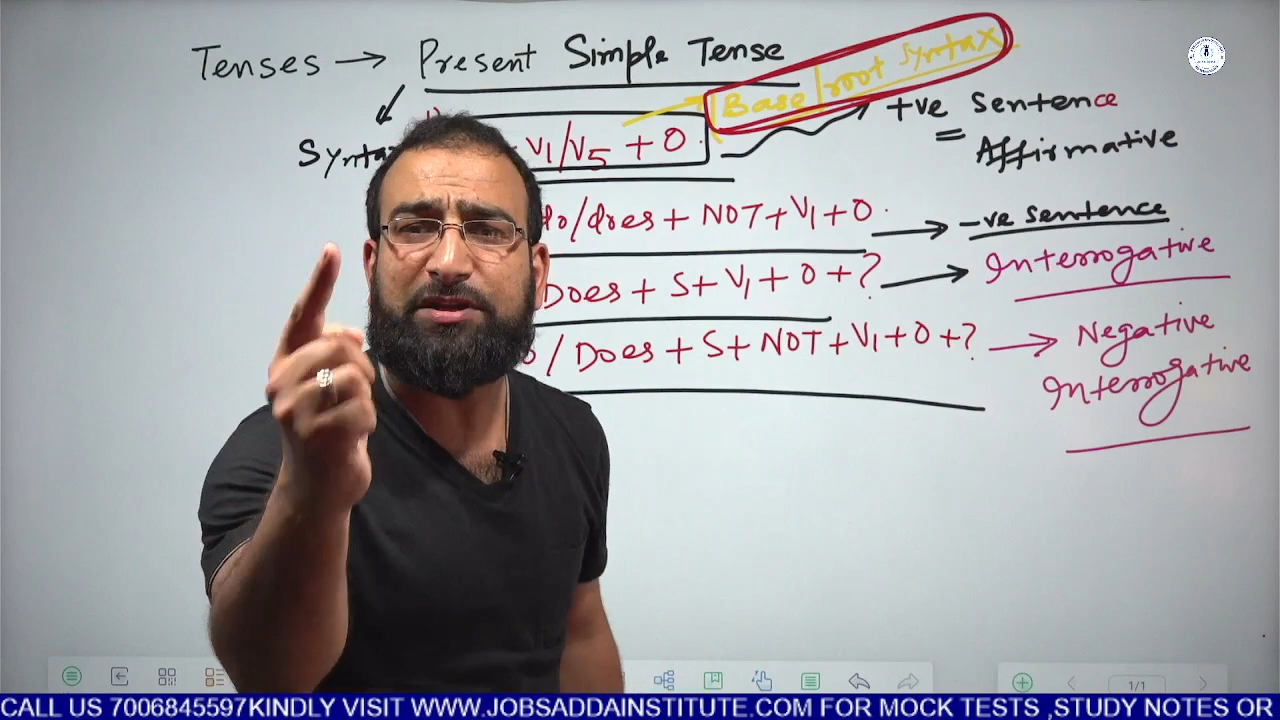 Tenses → Present Simple Tense
Base/root Syntax
+ve sentence
= Affirmative
V1/V5 + O
do/does + NOT + V1 + O → -ve sentence
Does + S + V1 + O + ? → Interrogative
/ Does + S + NOT + V1 + O + ? → Negative
Interrogative
CALL US 7006845597KINDLY VISIT WWW.JOBSADDAINSTITUTE.COM FOR MOCK TESTS ,STUDY NOTES OR
1/1